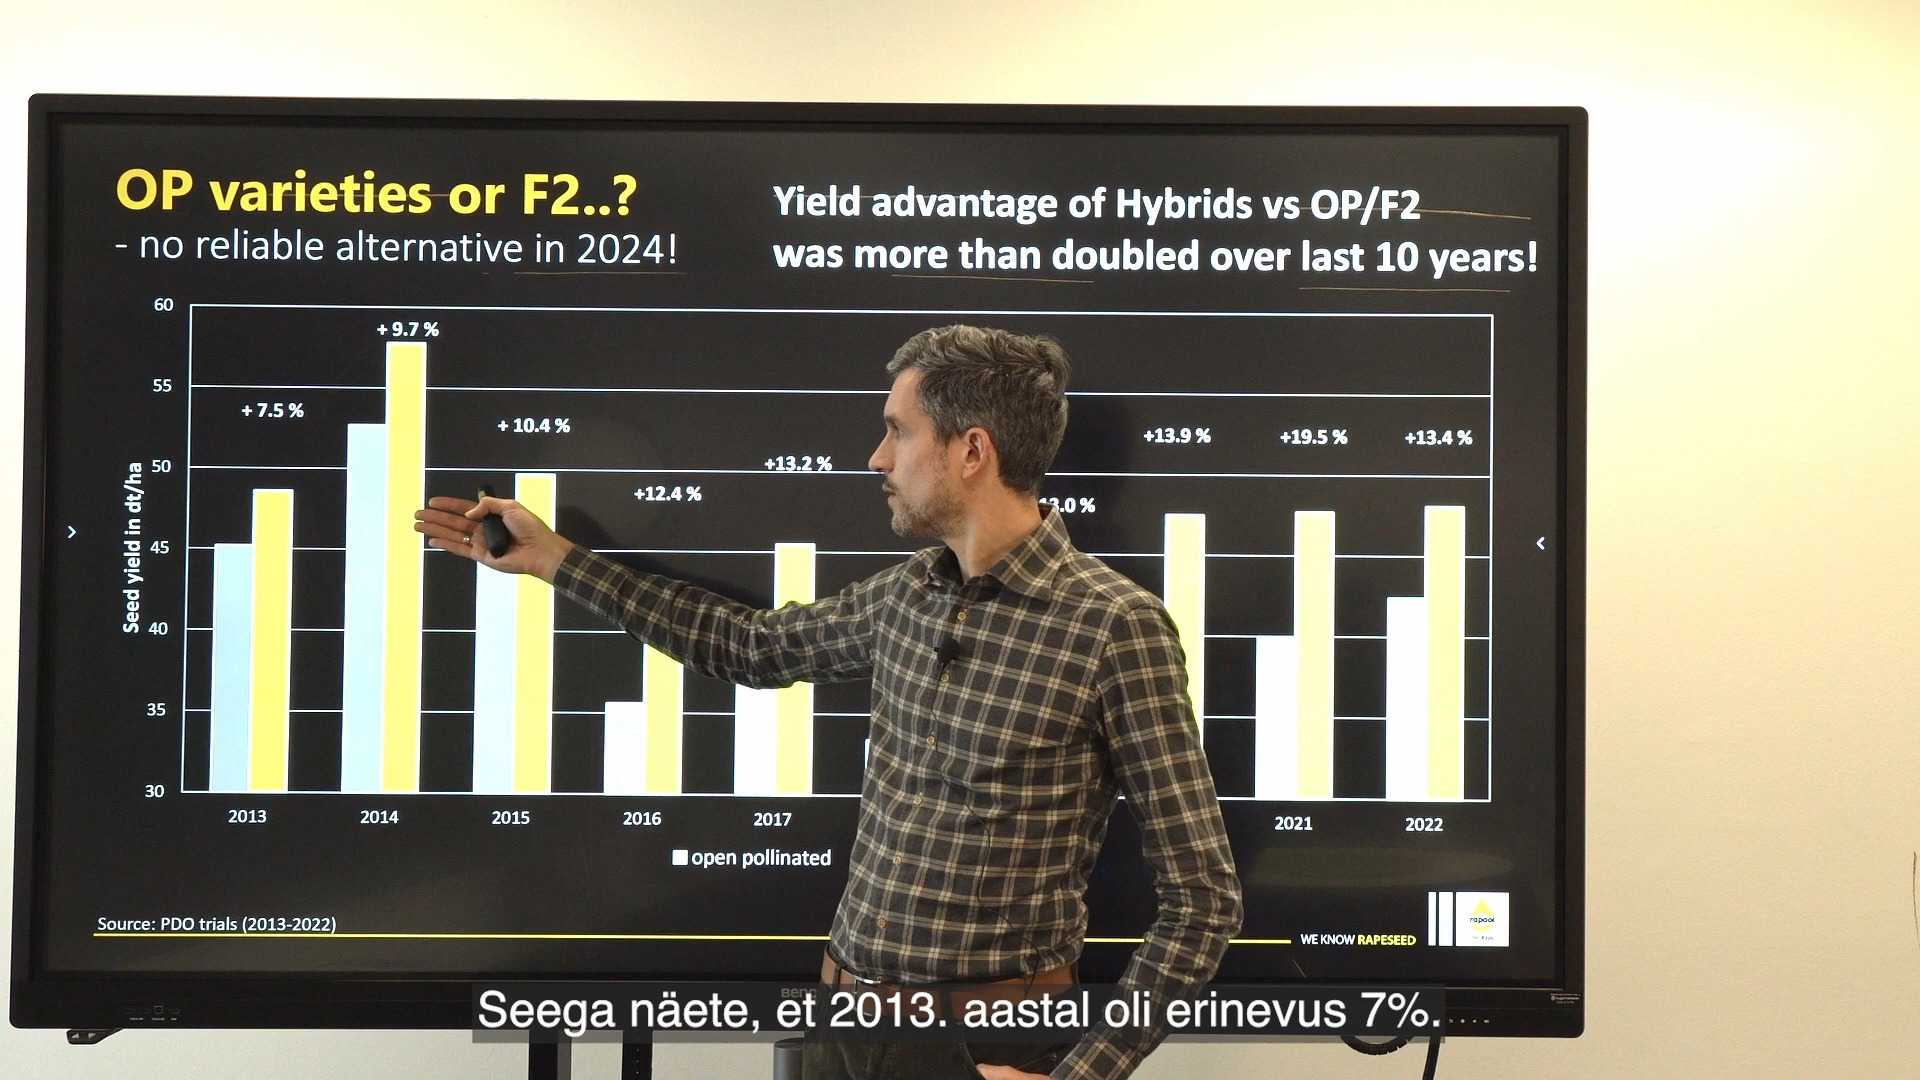 OP varieties or F2..?
- no reliable alternative in 2024!
Yield advantage of Hybrids vs OP/F2
was more than doubled over last 10 years!
Seed yield in dt/ha
60
55
50
45
40
35
30
+ 7.5 %
+ 9.7 %
+ 10.4 %
+12.4 %
+13.2 %
+13.9 %
+19.5 %
+13.4 %
2013
2014
2015
2016
2017
2021
2022
open pollinated
Source: PDO trials (2013-2022)
WE KNOW RAPESEED
rapool
BenQ
Seega näete, et 2013. aastal oli erinevus 7%.